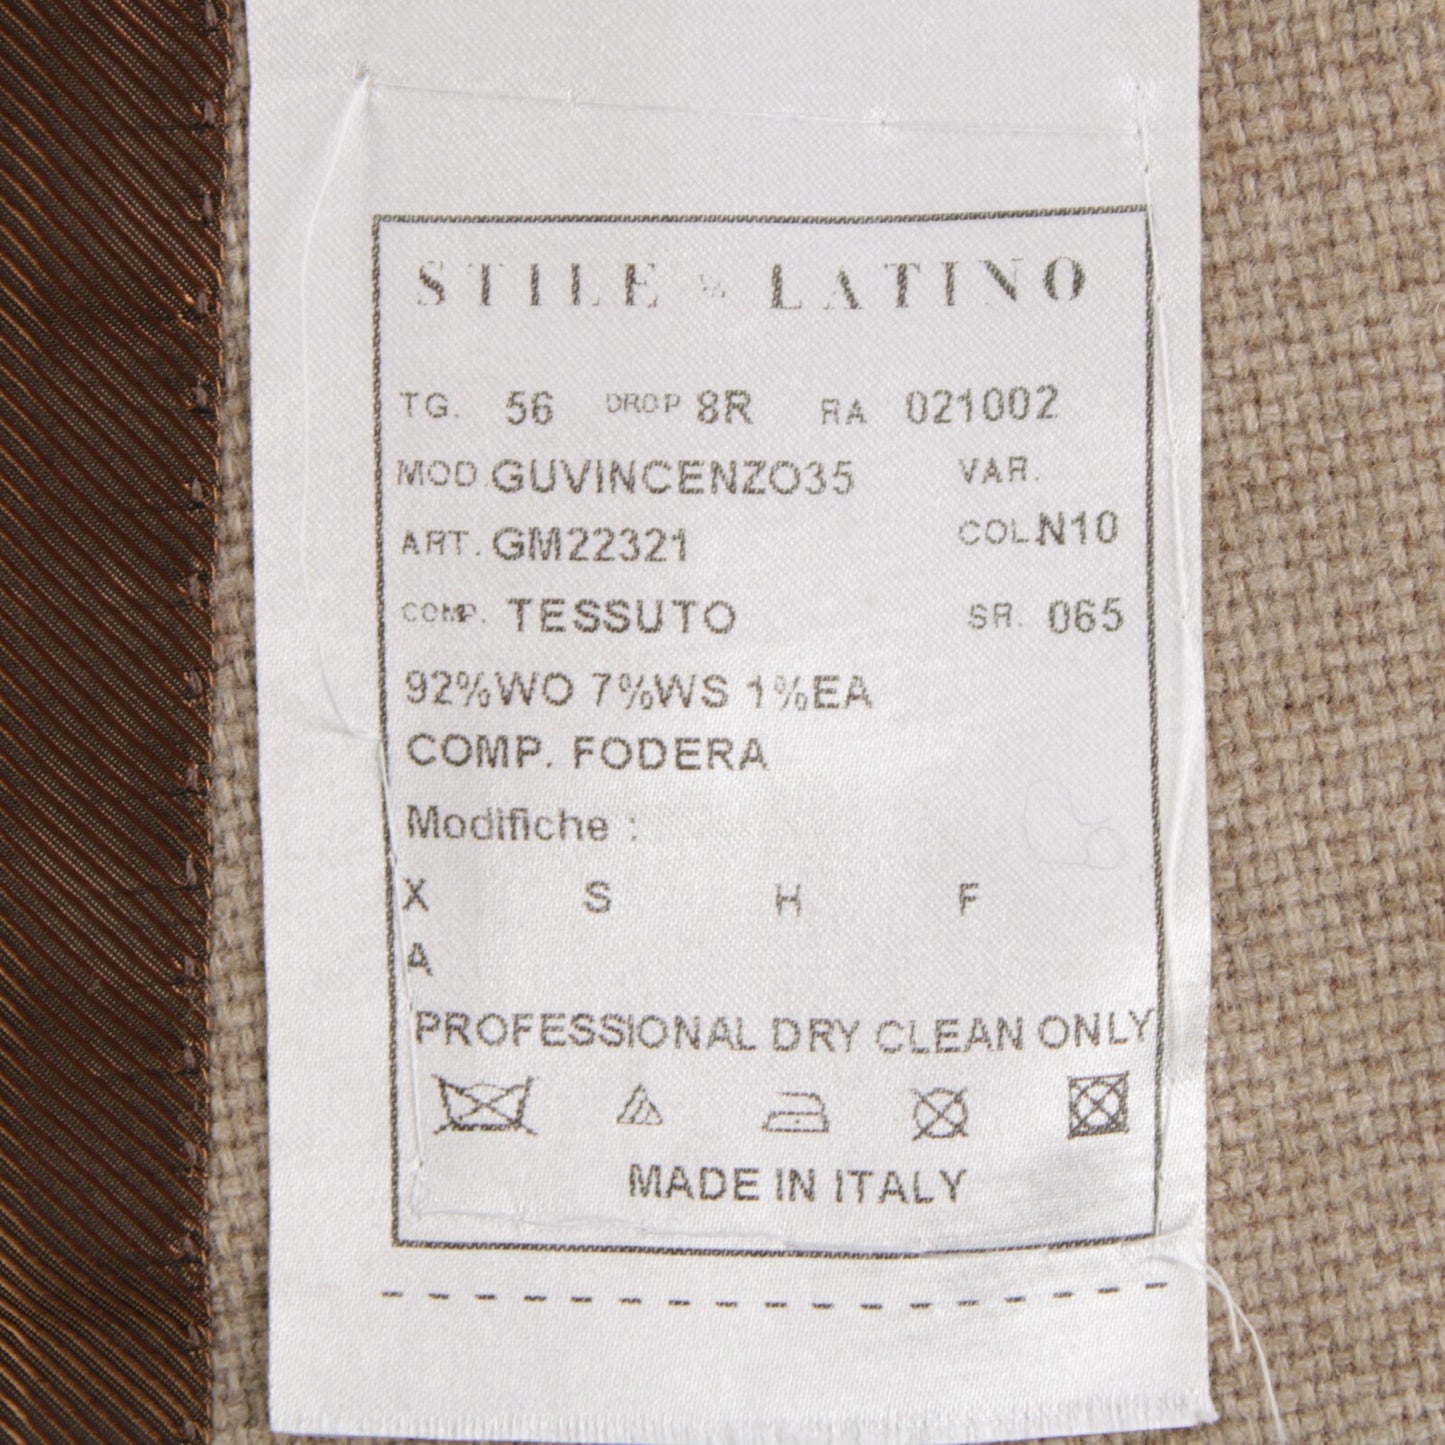 STILE LATINO
TG. 56 DROP 8R RA 021002
MOD. GUVINCENZO35 VAR.
ART. GM22321 COL. N10
COMP. TESSUTO SR. 065
92%WO 7%WS 1%EA
COMP. FODERA
Modifiche :
X S H F
A
PROFESSIONAL DRY CLEAN ONLY
MADE IN ITALY